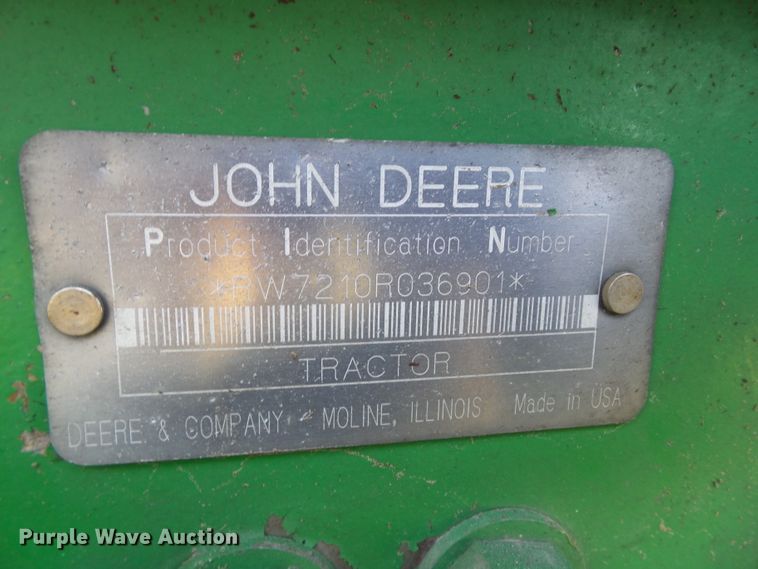 JOHN DEERE
Product Identification Number
*RW7210R036901*
TRACTOR
DEERE & COMPANY - MOLINE, ILLINOIS Made in USA
Purple Wave Auction